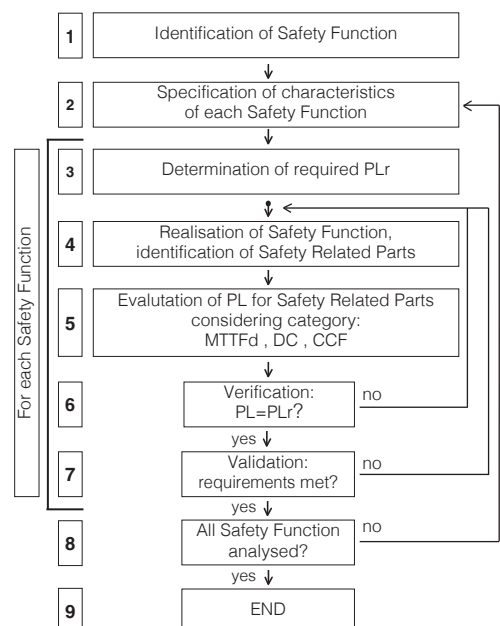 1
Identification of Safety Function
2
Specification of characteristics
of each Safety Function
For each Safety Function
3
Determination of required PLr
4
Realisation of Safety Function,
identification of Safety Related Parts
5
Evalutation of PL for Safety Related Parts
considering category:
MTTFd , DC , CCF
6
Verification:
PL=PLr?
no
yes
7
Validation:
requirements met?
no
yes
8
All Safety Function
analysed?
no
yes
9
END